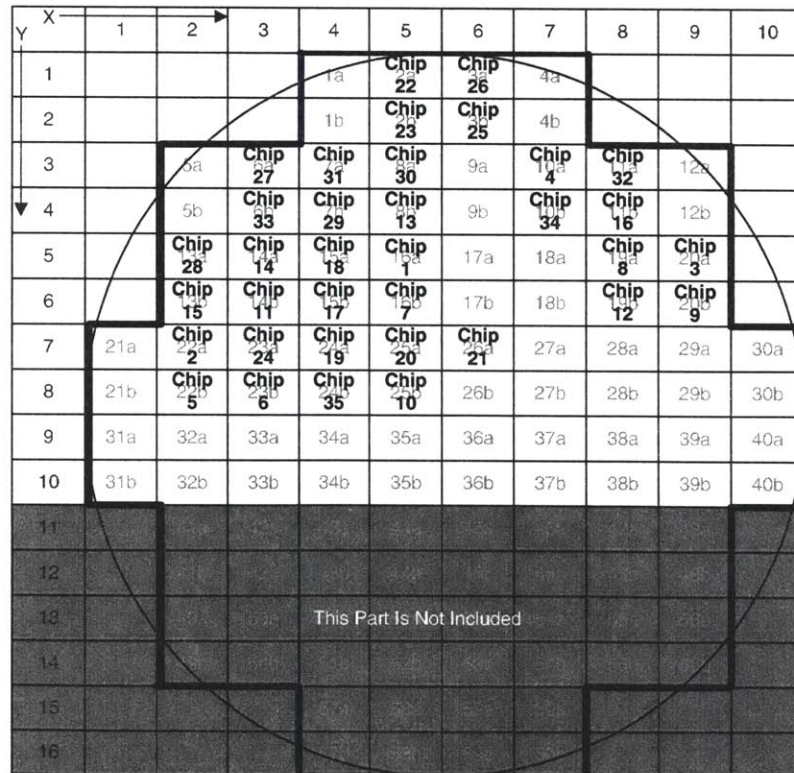 X
Y
1 2 3 4 5 6 7 8 9 10
1 1a Chip 22 Chip 26 4a
2 1b Chip 23 Chip 25 4b
3 5a Chip 27 Chip 31 Chip 30 9a Chip 4 Chip 32 12a
4 5b Chip 33 Chip 29 Chip 13 9b Chip 34 Chip 16 12b
5 Chip 28 Chip 14 Chip 18 Chip 1 17a 18a Chip 8 Chip 3
6 Chip 15 Chip 11 Chip 17 Chip 7 17b 18b Chip 12 Chip 9
7 21a Chip 2 Chip 24 Chip 19 Chip 20 Chip 21 27a 28a 29a 30a
8 21b Chip 5 Chip 6 Chip 35 Chip 10 26b 27b 28b 29b 30b
9 31a 32a 33a 34a 35a 36a 37a 38a 39a 40a
10 31b 32b 33b 34b 35b 36b 37b 38b 39b 40b
11
12
13 This Part Is Not Included
14
15
16